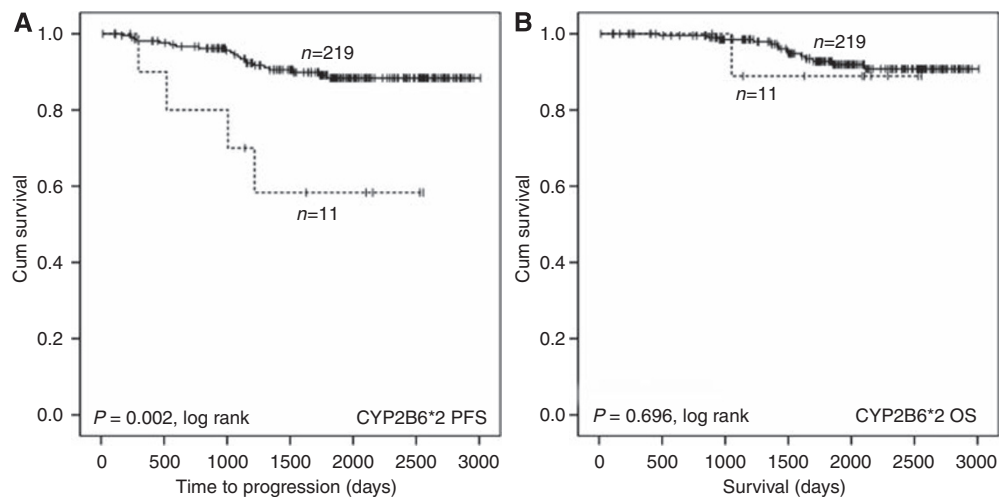 A
Cum survival
1.0
0.8
0.6
0.4
0.2
0.0
n=219
n=11
P = 0.002, log rank
CYP2B6*2 PFS
0 500 1000 1500 2000 2500 3000
Time to progression (days)
B
Cum survival
1.0
0.8
0.6
0.4
0.2
0.0
n=219
n=11
P = 0.696, log rank
CYP2B6*2 OS
0 500 1000 1500 2000 2500 3000
Survival (days)